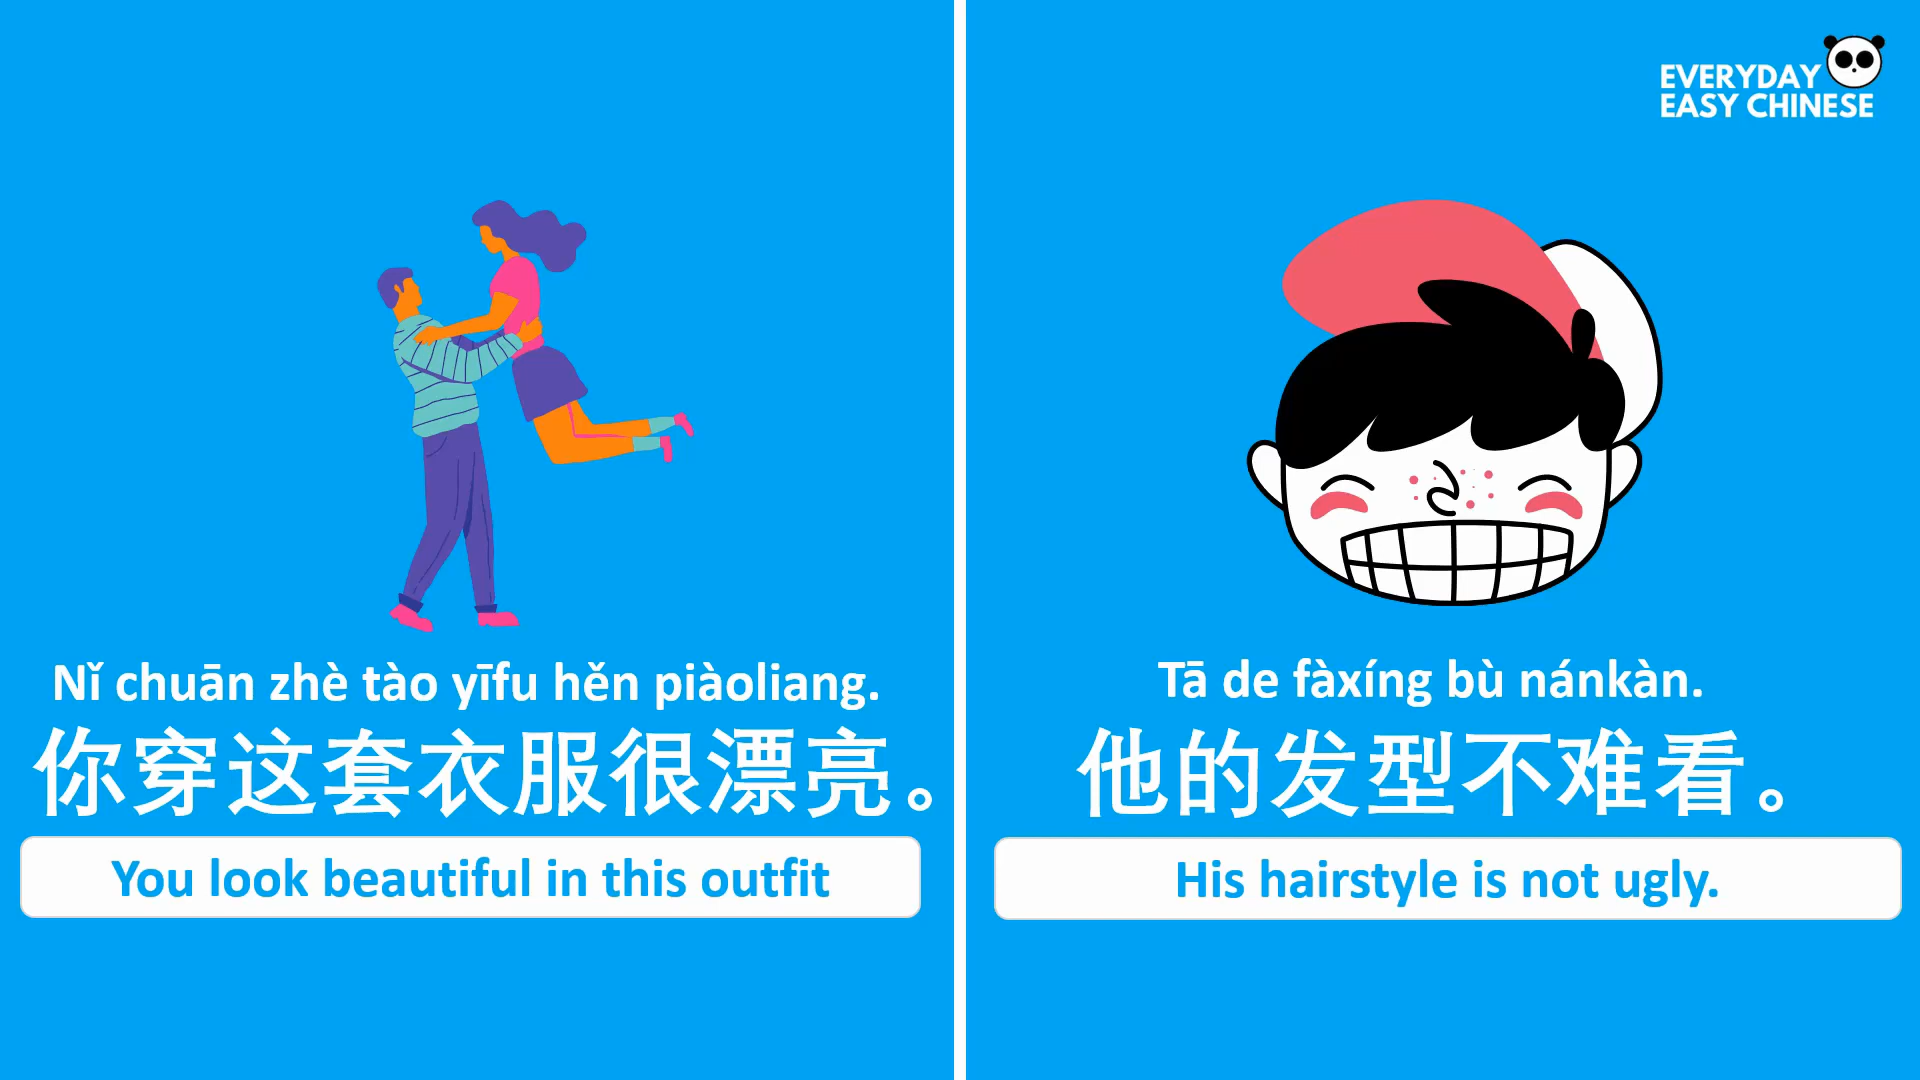 EVERYDAY
EASY CHINESE
Nǐ chuān zhè tào yīfu hěn piàoliang.
你穿这套衣服很漂亮。
You look beautiful in this outfit
Tā de fàxíng bù nánkàn.
他的发型不难看。
His hairstyle is not ugly.